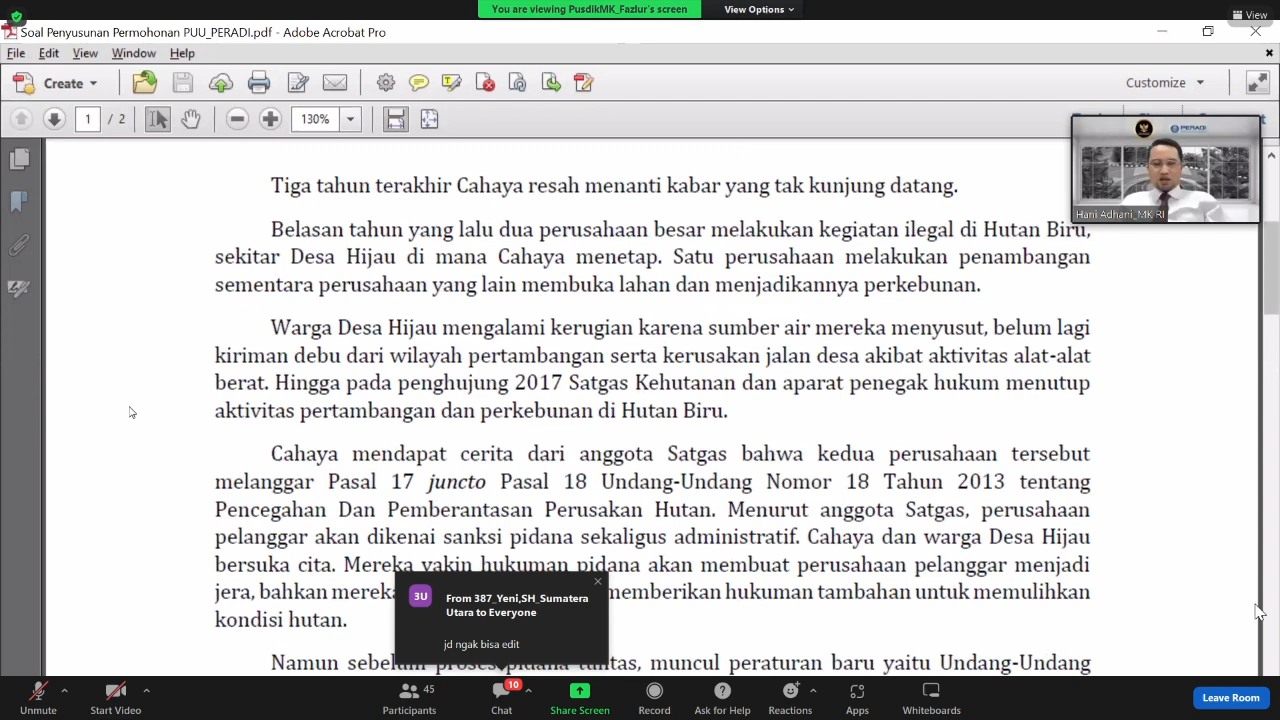 You are viewing PusdikMK_Fazlur's screen
View Options
View
Soal Penyusunan Permohonan PUU_PERADI.pdf - Adobe Acrobat Pro
File Edit View Window Help
Create
Customize
1 / 2
130%
PERADI
Hani Adhani_MK RI
Tiga tahun terakhir Cahaya resah menanti kabar yang tak kunjung datang.
Belasan tahun yang lalu dua perusahaan besar melakukan kegiatan ilegal di Hutan Biru,
sekitar Desa Hijau di mana Cahaya menetap. Satu perusahaan melakukan penambangan
sementara perusahaan yang lain membuka lahan dan menjadikannya perkebunan.
Warga Desa Hijau mengalami kerugian karena sumber air mereka menyusut, belum lagi
kiriman debu dari wilayah pertambangan serta kerusakan jalan desa akibat aktivitas alat-alat
berat. Hingga pada penghujung 2017 Satgas Kehutanan dan aparat penegak hukum menutup
aktivitas pertambangan dan perkebunan di Hutan Biru.
Cahaya mendapat cerita dari anggota Satgas bahwa kedua perusahaan tersebut
melanggar Pasal 17 juncto Pasal 18 Undang-Undang Nomor 18 Tahun 2013 tentang
Pencegahan Dan Pemberantasan Perusakan Hutan. Menurut anggota Satgas, perusahaan
pelanggar akan dikenai sanksi pidana sekaligus administratif. Cahaya dan warga Desa Hijau
bersuka cita. Mereka yakin hukuman pidana akan membuat perusahaan pelanggar menjadi
jera, bahkan mereka memberikan hukuman tambahan untuk memulihkan
kondisi hutan.
Namun sebelum proses pidana tuntas, muncul peraturan baru yaitu Undang-Undang
3U
From 387_Yeni,SH_Sumatera
Utara to Everyone
jd ngak bisa edit
Unmute
Start Video
Participants 45
Chat 10
Share Screen
Record
Ask for Help
Reactions
Apps
Whiteboards
Leave Room